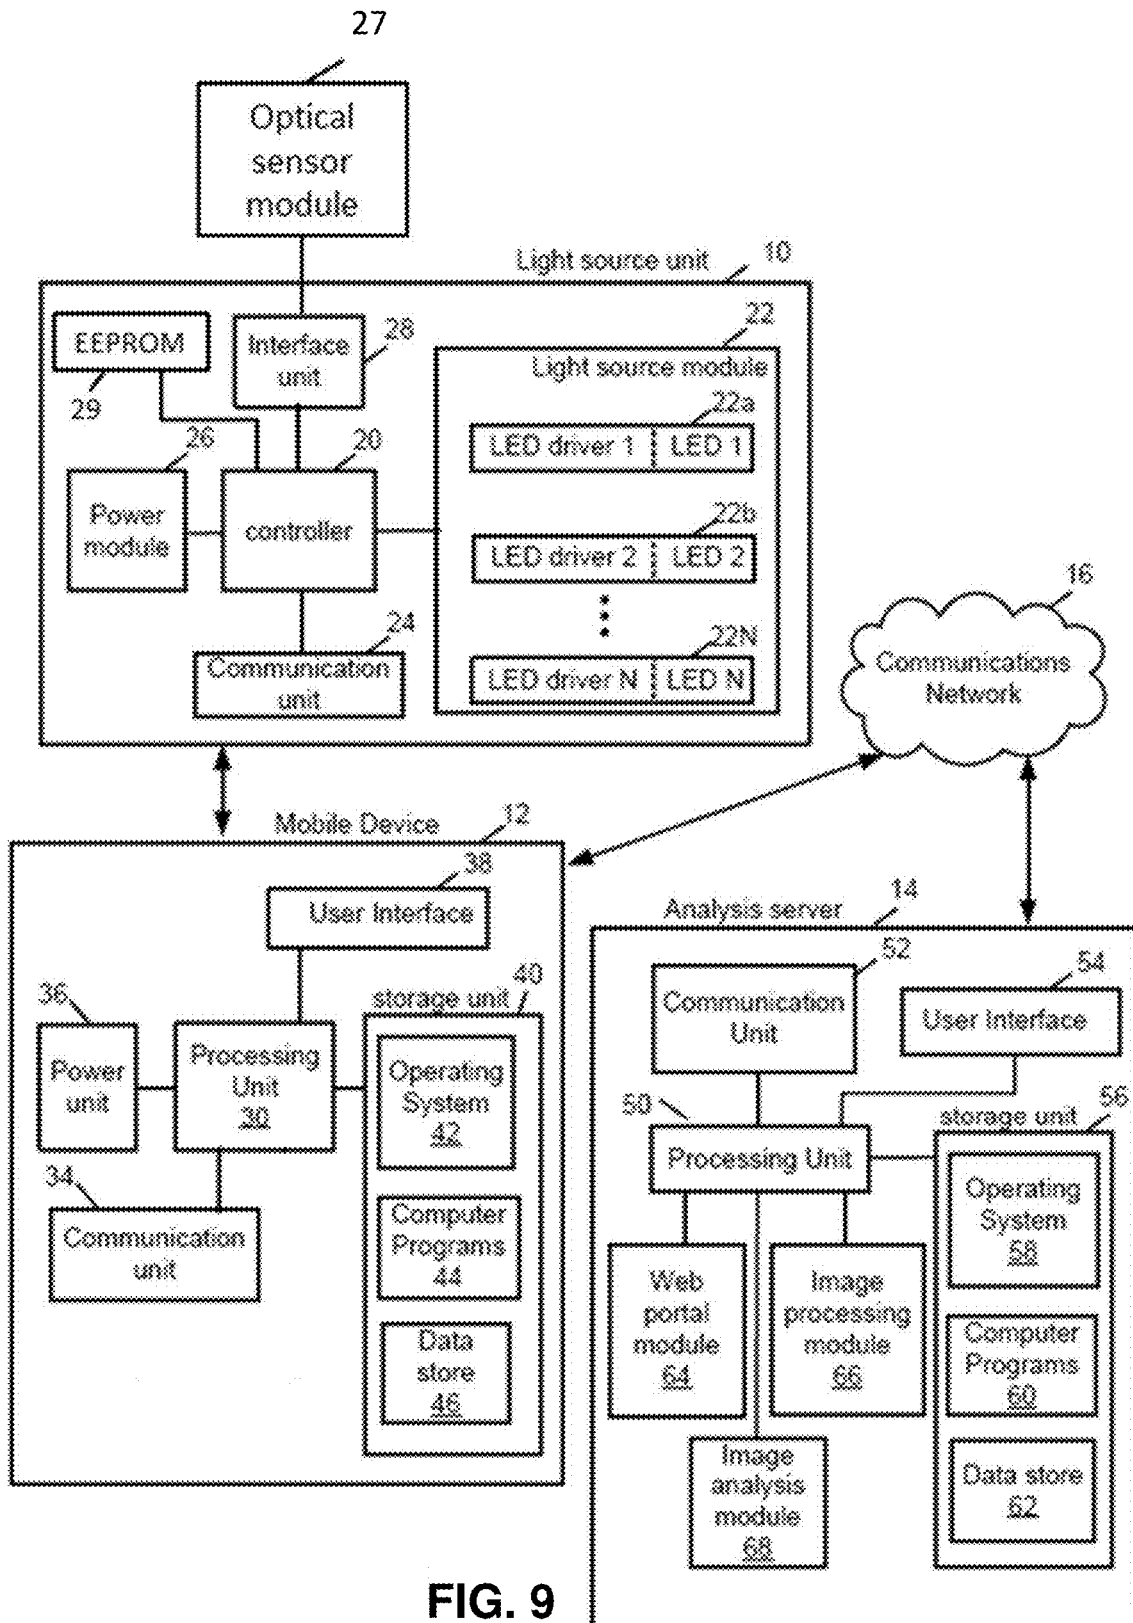 27
Optical
sensor
module
Light source unit
10
EEPROM
29
Interface
unit
28
22
Light source module
22a
LED driver 1
LED 1
26
20
Power
module
controller
22b
LED driver 2
LED 2
24
Communication
unit
22N
LED driver N
LED N
16
Communications
Network
Mobile Device
12
38
User Interface
36
Power
unit
Processing
Unit
30
storage unit
40
Operating
System
42
34
Communication
unit
Computer
Programs
44
Data
store
46
Analysis server
14
52
Communication
Unit
54
User Interface
50
Processing Unit
storage unit
56
Operating
System
58
Web
portal
module
64
Image
processing
module
66
Computer
Programs
60
Image
analysis
module
68
Data store
62
FIG. 9